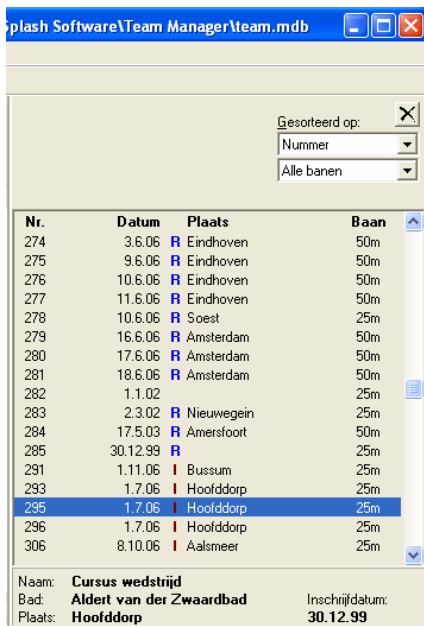 Splash Software\Team Manager\team.mdb
Gesorteerd op:
Nummer
Alle banen
Nr. Datum Plaats Baan
274 3.6.06 R Eindhoven 50m
275 9.6.06 R Eindhoven 50m
276 10.6.06 R Eindhoven 50m
277 11.6.06 R Eindhoven 50m
278 10.6.06 R Soest 25m
279 16.6.06 R Amsterdam 50m
280 17.6.06 R Amsterdam 50m
281 18.6.06 R Amsterdam 50m
282 1.1.02 25m
283 2.3.02 R Nieuwegein 25m
284 17.5.03 R Amersfoort 50m
285 30.12.99 R 25m
291 1.11.06 I Bussum 25m
293 1.7.06 I Hoofddorp 25m
295 1.7.06 I Hoofddorp 25m
296 1.7.06 I Hoofddorp 25m
306 8.10.06 I Aalsmeer 25m
Naam: Cursus wedstrijd
Bad: Aldert van der Zwaardbad Inschrijfdatum:
Plaats: Hoofddorp 30.12.99